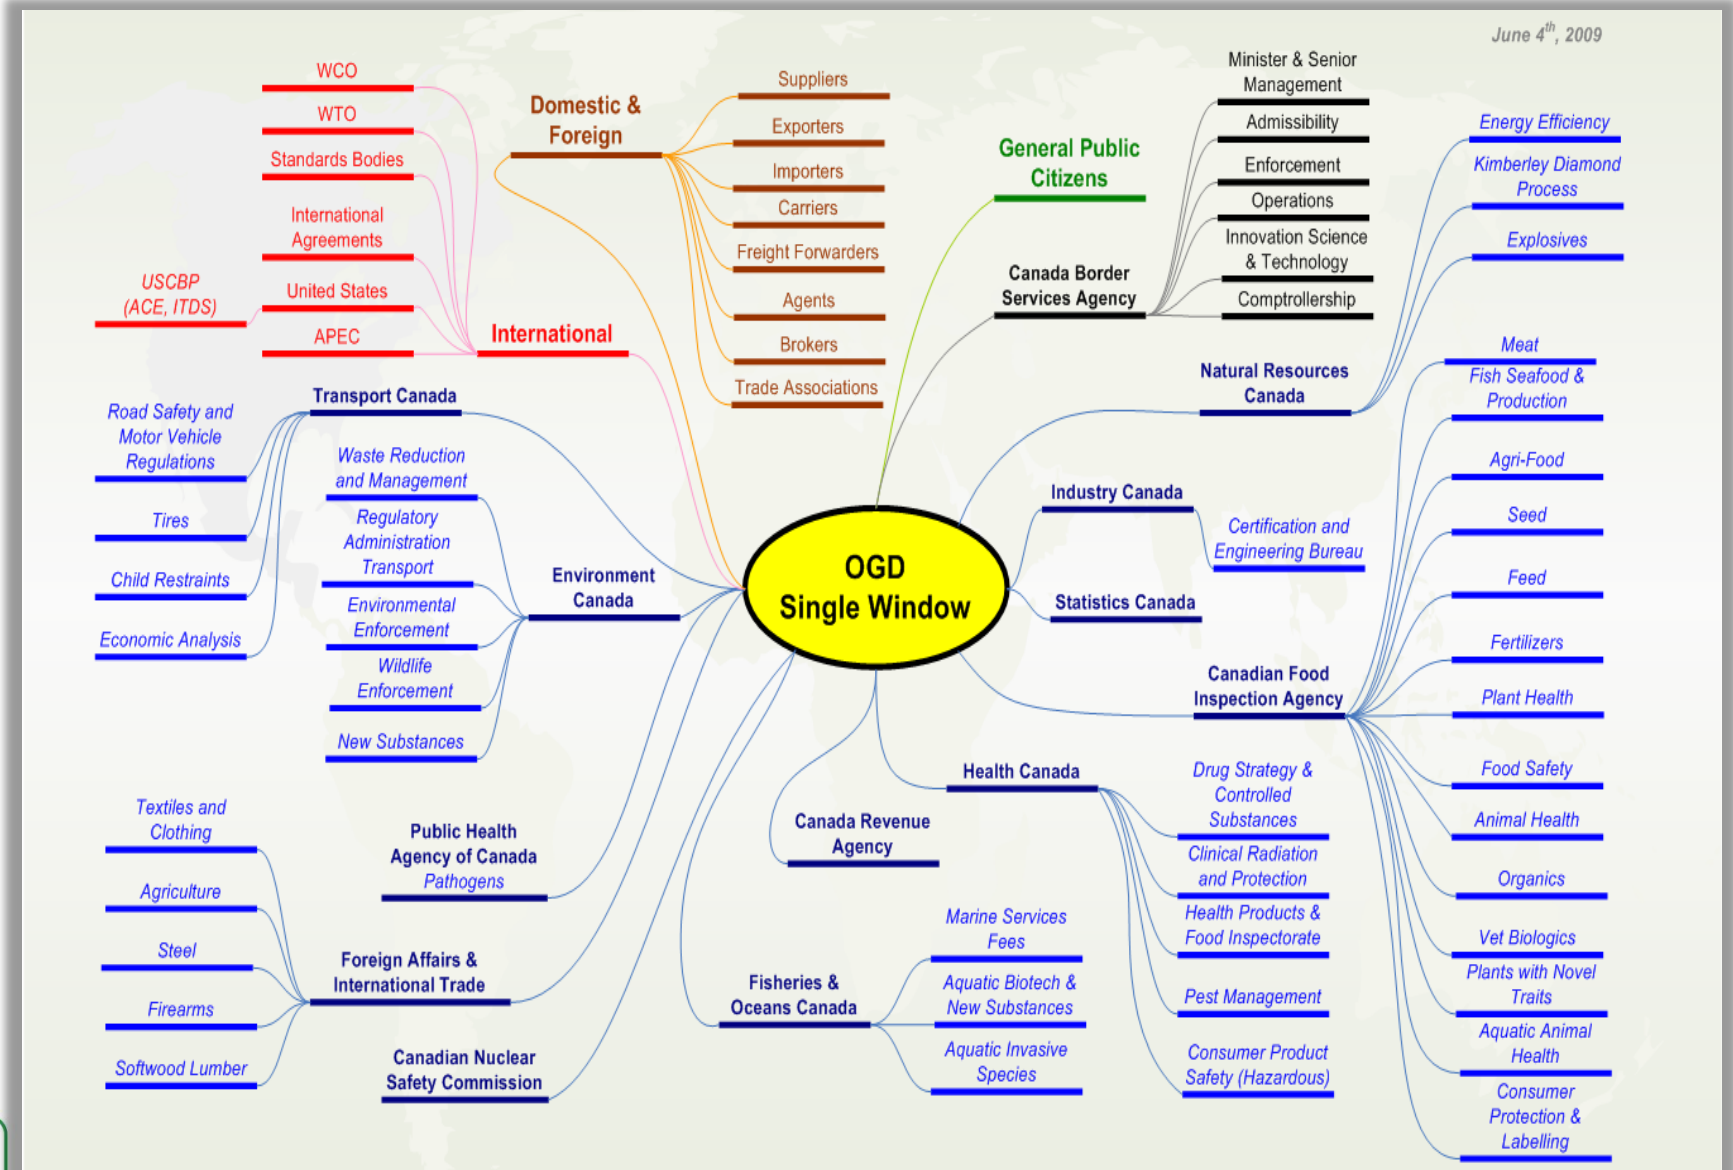 June 4th, 2009
WCO
WTO
Standards Bodies
International
Agreements
United States
APEC
USCBP
(ACE, ITDS)
International
Domestic &
Foreign
Suppliers
Exporters
Importers
Carriers
Freight Forwarders
Agents
Brokers
Trade Associations
General Public
Citizens
Canada Border
Services Agency
Minister & Senior
Management
Admissibility
Enforcement
Operations
Innovation Science
& Technology
Comptrollership
Natural Resources
Canada
Energy Efficiency
Kimberley Diamond
Process
Explosives
Transport Canada
Road Safety and
Motor Vehicle
Regulations
Tires
Child Restraints
Economic Analysis
Environment
Canada
Waste Reduction
and Management
Regulatory
Administration
Transport
Environmental
Enforcement
Wildlife
Enforcement
New Substances
OGD
Single Window
Industry Canada
Certification and
Engineering Bureau
Statistics Canada
Canadian Food
Inspection Agency
Meat
Fish Seafood &
Production
Agri-Food
Seed
Feed
Fertilizers
Plant Health
Food Safety
Animal Health
Organics
Vet Biologics
Plants with Novel
Traits
Aquatic Animal
Health
Consumer
Protection &
Labelling
Public Health
Agency of Canada
Pathogens
Foreign Affairs &
International Trade
Textiles and
Clothing
Agriculture
Steel
Firearms
Softwood Lumber
Canadian Nuclear
Safety Commission
Canada Revenue
Agency
Fisheries &
Oceans Canada
Marine Services
Fees
Aquatic Biotech &
New Substances
Aquatic Invasive
Species
Health Canada
Drug Strategy &
Controlled
Substances
Clinical Radiation
and Protection
Health Products &
Food Inspectorate
Pest Management
Consumer Product
Safety (Hazardous)